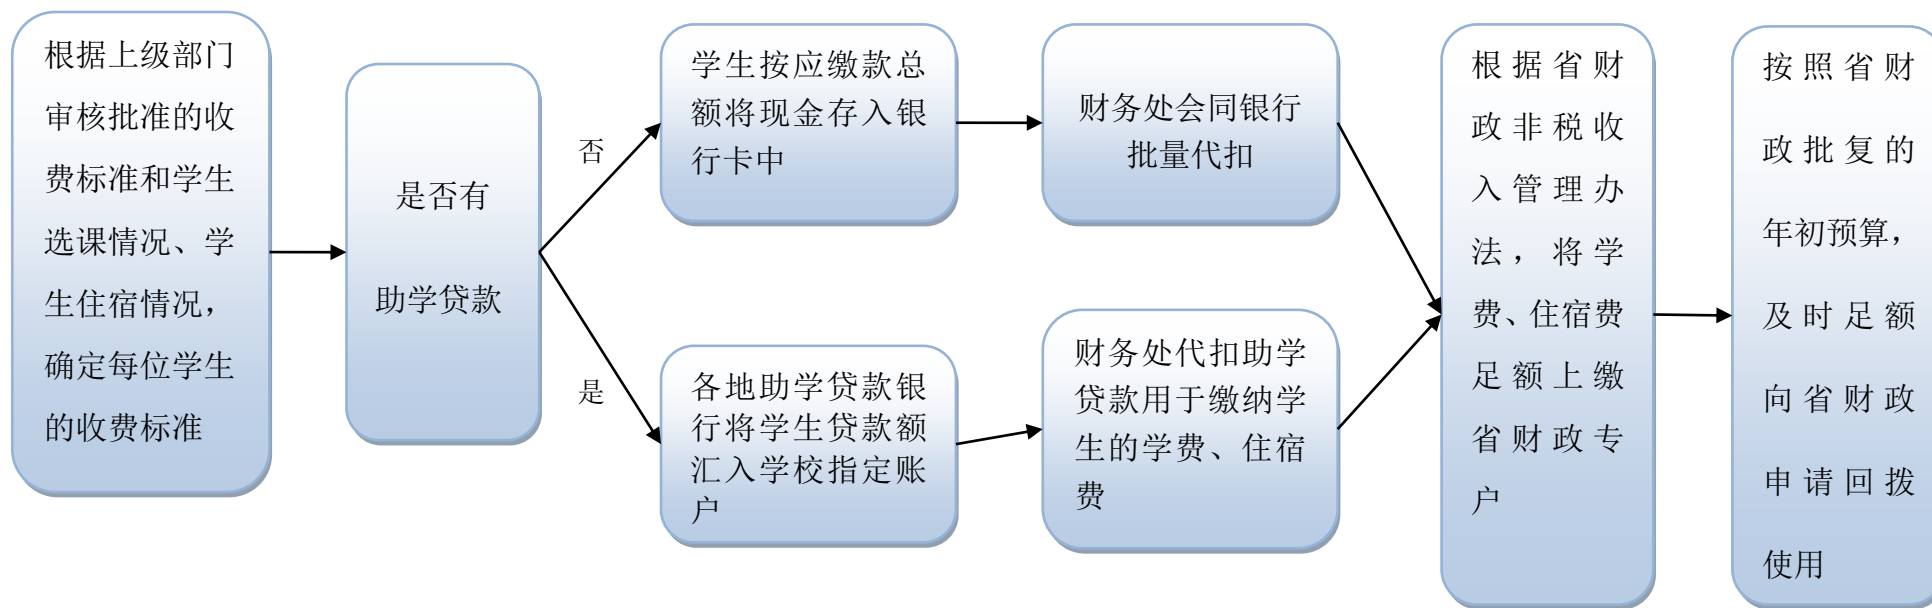 根据上级部门
审核批准的收
费标准和学生
选课情况、学
生住宿情况，
确定每位学生
的收费标准
是否有
助学贷款
否
是
学生按应缴款总
额将现金存入银
行卡中
财务处会同银行
批量代扣
各地助学贷款银
行将学生贷款额
汇入学校指定账
户
财务处代扣助学
贷款用于缴纳学
生的学费、住宿
费
根据省财
政非税收
入管理办
法，将学
费、住宿费
足额上缴
省财政专
户
按照省财
政批复的
年初预算，
及时足额
向省财政
申请回拨
使用